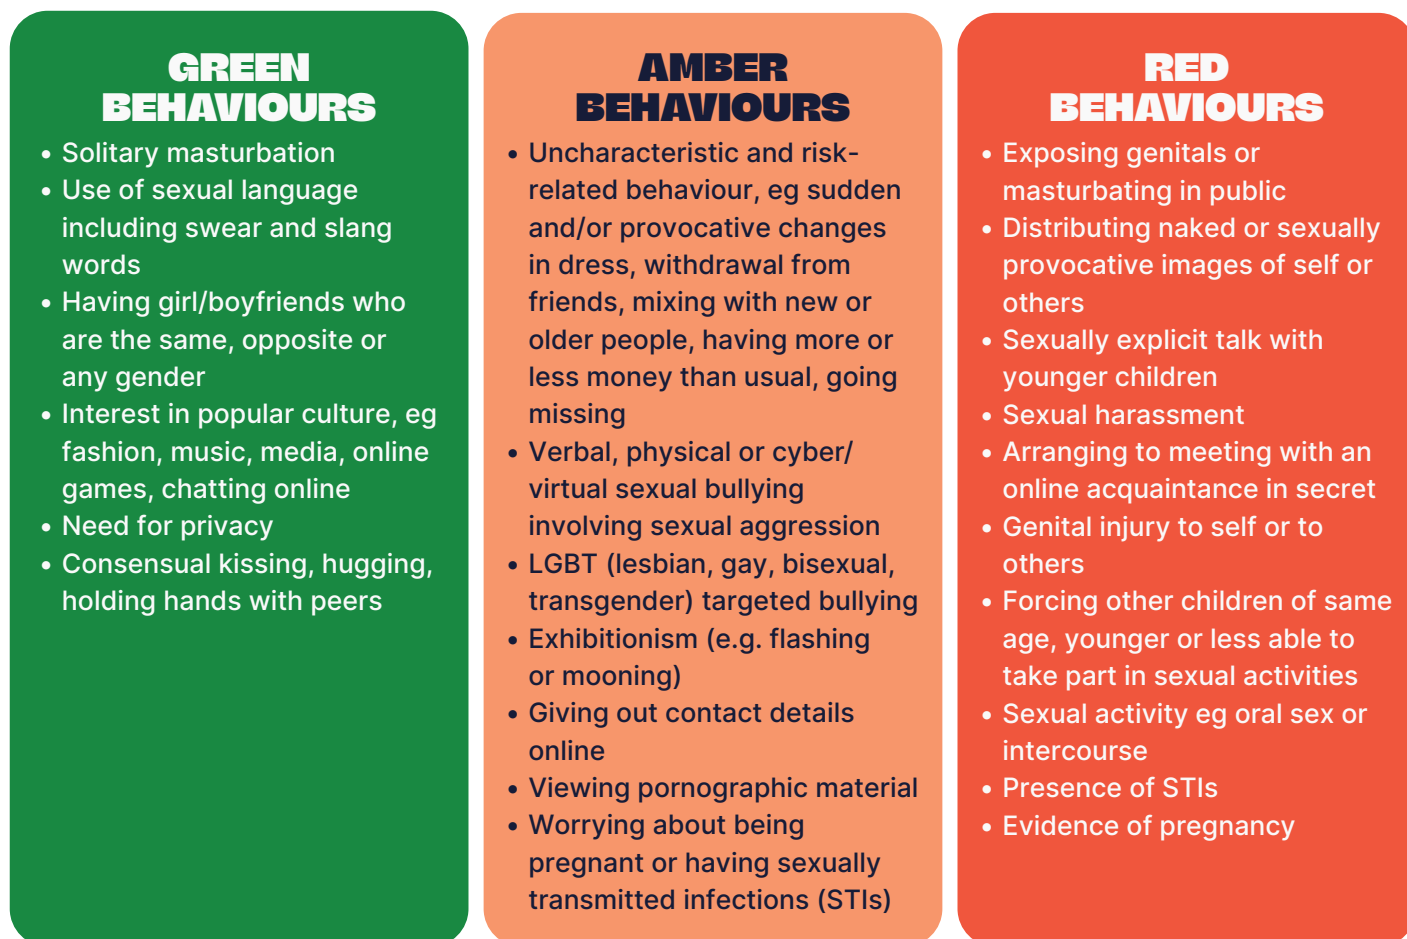 GREEN
BEHAVIOURS
• Solitary masturbation
• Use of sexual language
including swear and slang
words
• Having girl/boyfriends who
are the same, opposite or
any gender
• Interest in popular culture, eg
fashion, music, media, online
games, chatting online
• Need for privacy
• Consensual kissing, hugging,
holding hands with peers
AMBER
BEHAVIOURS
• Uncharacteristic and risk-
related behaviour, eg sudden
and/or provocative changes
in dress, withdrawal from
friends, mixing with new or
older people, having more or
less money than usual, going
missing
• Verbal, physical or cyber/
virtual sexual bullying
involving sexual aggression
• LGBT (lesbian, gay, bisexual,
transgender) targeted bullying
• Exhibitionism (e.g. flashing
or mooning)
• Giving out contact details
online
• Viewing pornographic material
• Worrying about being
pregnant or having sexually
transmitted infections (STIs)
RED
BEHAVIOURS
• Exposing genitals or
masturbating in public
• Distributing naked or sexually
provocative images of self or
others
• Sexually explicit talk with
younger children
• Sexual harassment
• Arranging to meeting with an
online acquaintance in secret
• Genital injury to self or to
others
• Forcing other children of same
age, younger or less able to
take part in sexual activities
• Sexual activity eg oral sex or
intercourse
• Presence of STIs
• Evidence of pregnancy